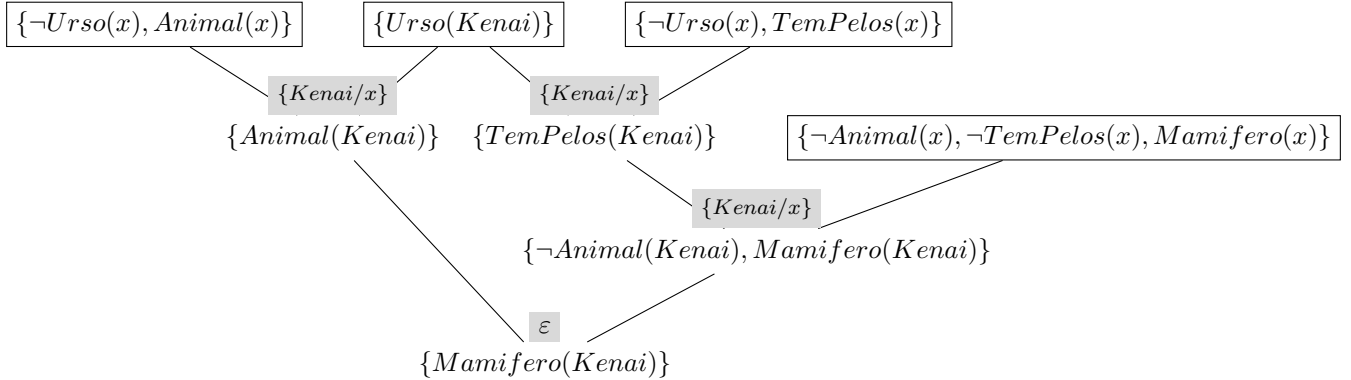 {¬Urso(x), Animal(x)} {Urso(Kenai)} {¬Urso(x), TemPelos(x)}
{Kenai/x} {Kenai/x}
{Animal(Kenai)} {TemPelos(Kenai)} {¬Animal(x), ¬TemPelos(x), Mamifero(x)}
{Kenai/x}
{¬Animal(Kenai), Mamifero(Kenai)}
ε
{Mamifero(Kenai)}